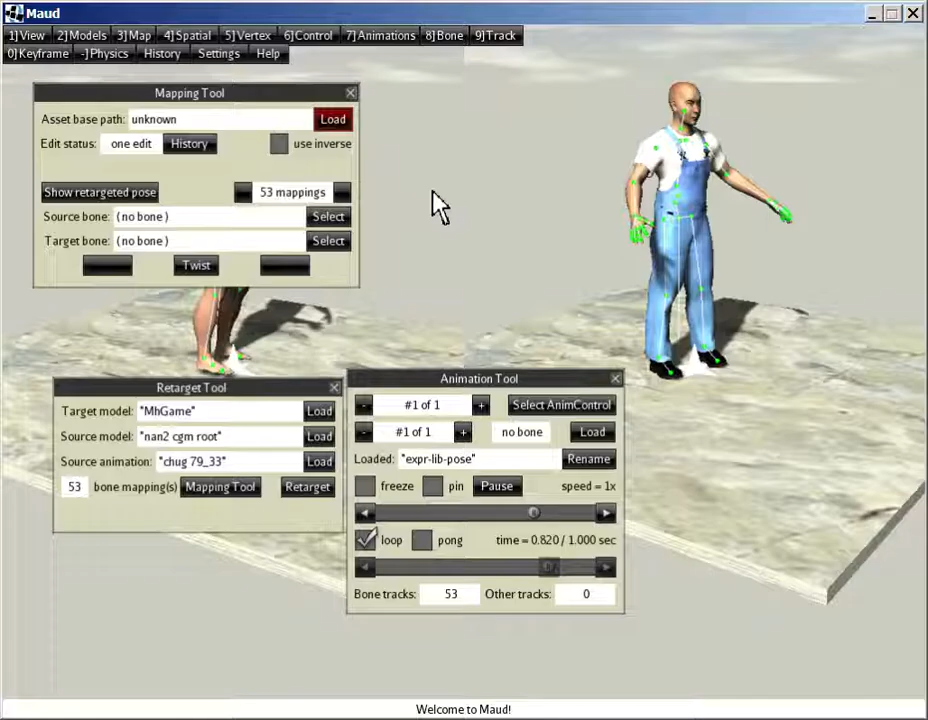 Maud
1]View 2]Models 3]Map 4]Spatial 5]Vertex 6]Control 7]Animations 8]Bone 9]Track
0]Keyframe -]Physics History Settings Help
Mapping Tool
Asset base path: unknown Load
Edit status: one edit History use inverse
Show retargeted pose 53 mappings
Source bone: ( no bone ) Select
Target bone: ( no bone ) Select
Twist
Retarget Tool
Target model: "MhGame" Load
Source model: "nan2 cgm root" Load
Source animation: "chug 79_33" Load
53 bone mapping(s) Mapping Tool Retarget
Animation Tool
- #1 of 1 + Select AnimControl
- #1 of 1 + no bone Load
Loaded: "expr-lib-pose" Rename
freeze pin Pause speed = 1x
loop pong time = 0.820 / 1.000 sec
Bone tracks: 53 Other tracks: 0
Welcome to Maud!